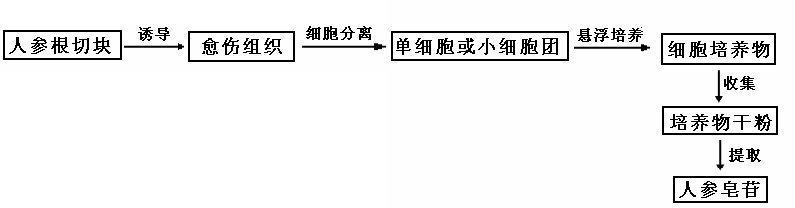 人参根切块
诱导
愈伤组织
细胞分离
单细胞或小细胞团
悬浮培养
细胞培养物
收集
培养物干粉
提取
人参皂苷